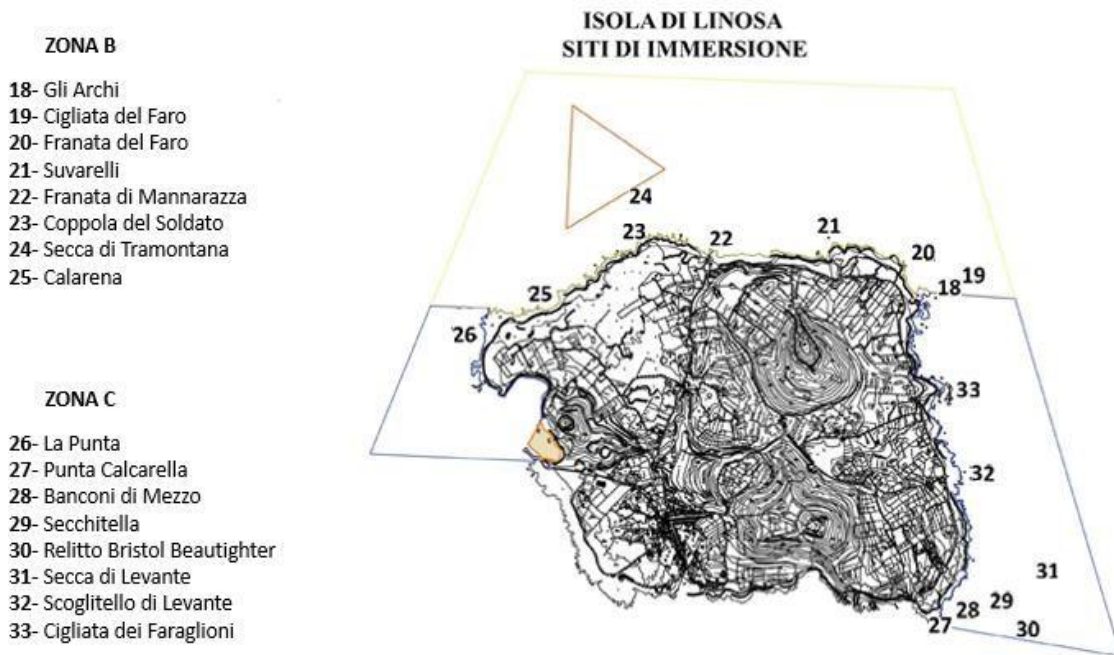 ISOLA DI LINOSA
SITI DI IMMERSIONE
ZONA B
18- Gli Archi
19- Cigliata del Faro
20- Franata del Faro
21- Suvarelli
22- Franata di Mannarazza
23- Coppola del Soldato
24- Secca di Tramontana
25- Calarena
ZONA C
26- La Punta
27- Punta Calcarella
28- Banconi di Mezzo
29- Secchitella
30- Relitto Bristol Beautighter
31- Secca di Levante
32- Scoglitello di Levante
33- Cigliata dei Faraglioni
24
23
22
21
20
19
18
25
26
33
32
31
29
28
27
30